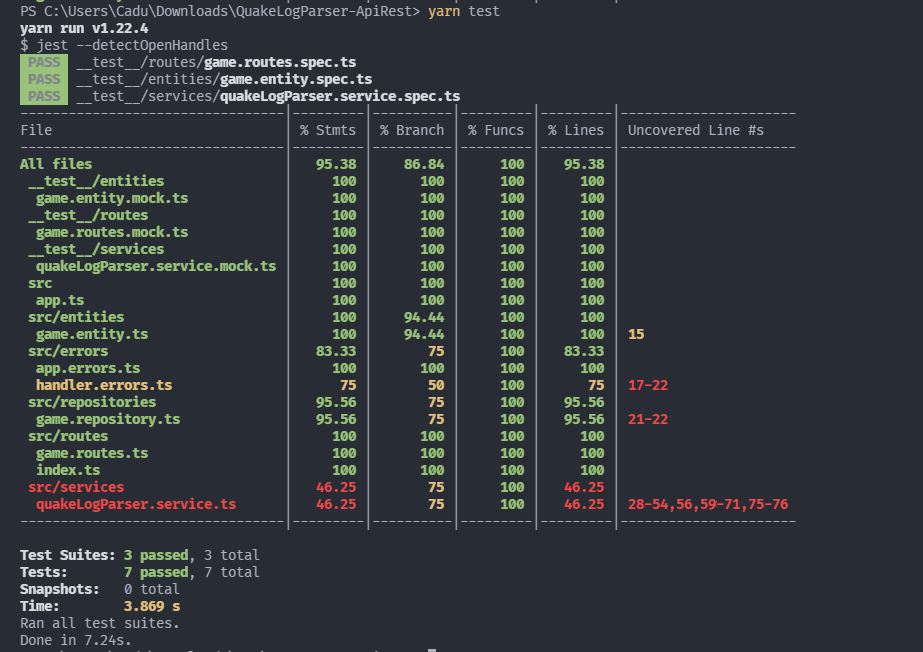 PS C:\Users\Cadu\Downloads\QuakeLogParser-ApiRest> yarn test
yarn run v1.22.4
$ jest --detectOpenHandles
PASS __test__/routes/game.routes.spec.ts
PASS __test__/entities/game.entity.spec.ts
PASS __test__/services/quakeLogParser.service.spec.ts
--------------------------------|---------|----------|---------|---------|---------------------
File | % Stmts | % Branch | % Funcs | % Lines | Uncovered Line #s
--------------------------------|---------|----------|---------|---------|---------------------
All files | 95.38 | 86.84 | 100 | 95.38 |
__test__/entities | 100 | 100 | 100 | 100 |
game.entity.mock.ts | 100 | 100 | 100 | 100 |
__test__/routes | 100 | 100 | 100 | 100 |
game.routes.mock.ts | 100 | 100 | 100 | 100 |
__test__/services | 100 | 100 | 100 | 100 |
quakeLogParser.service.mock.ts | 100 | 100 | 100 | 100 |
src | 100 | 100 | 100 | 100 |
app.ts | 100 | 100 | 100 | 100 |
src/entities | 100 | 94.44 | 100 | 100 |
game.entity.ts | 100 | 94.44 | 100 | 100 | 15
src/errors | 83.33 | 75 | 100 | 83.33 |
app.errors.ts | 100 | 100 | 100 | 100 |
handler.errors.ts | 75 | 50 | 100 | 75 | 17-22
src/repositories | 95.56 | 75 | 100 | 95.56 |
game.repository.ts | 95.56 | 75 | 100 | 95.56 | 21-22
src/routes | 100 | 100 | 100 | 100 |
game.routes.ts | 100 | 100 | 100 | 100 |
index.ts | 100 | 100 | 100 | 100 |
src/services | 46.25 | 75 | 100 | 46.25 |
quakeLogParser.service.ts | 46.25 | 75 | 100 | 46.25 | 28-54,56,59-71,75-76
--------------------------------|---------|----------|---------|---------|---------------------
Test Suites: 3 passed, 3 total
Tests: 7 passed, 7 total
Snapshots: 0 total
Time: 3.869 s
Ran all test suites.
Done in 7.24s.